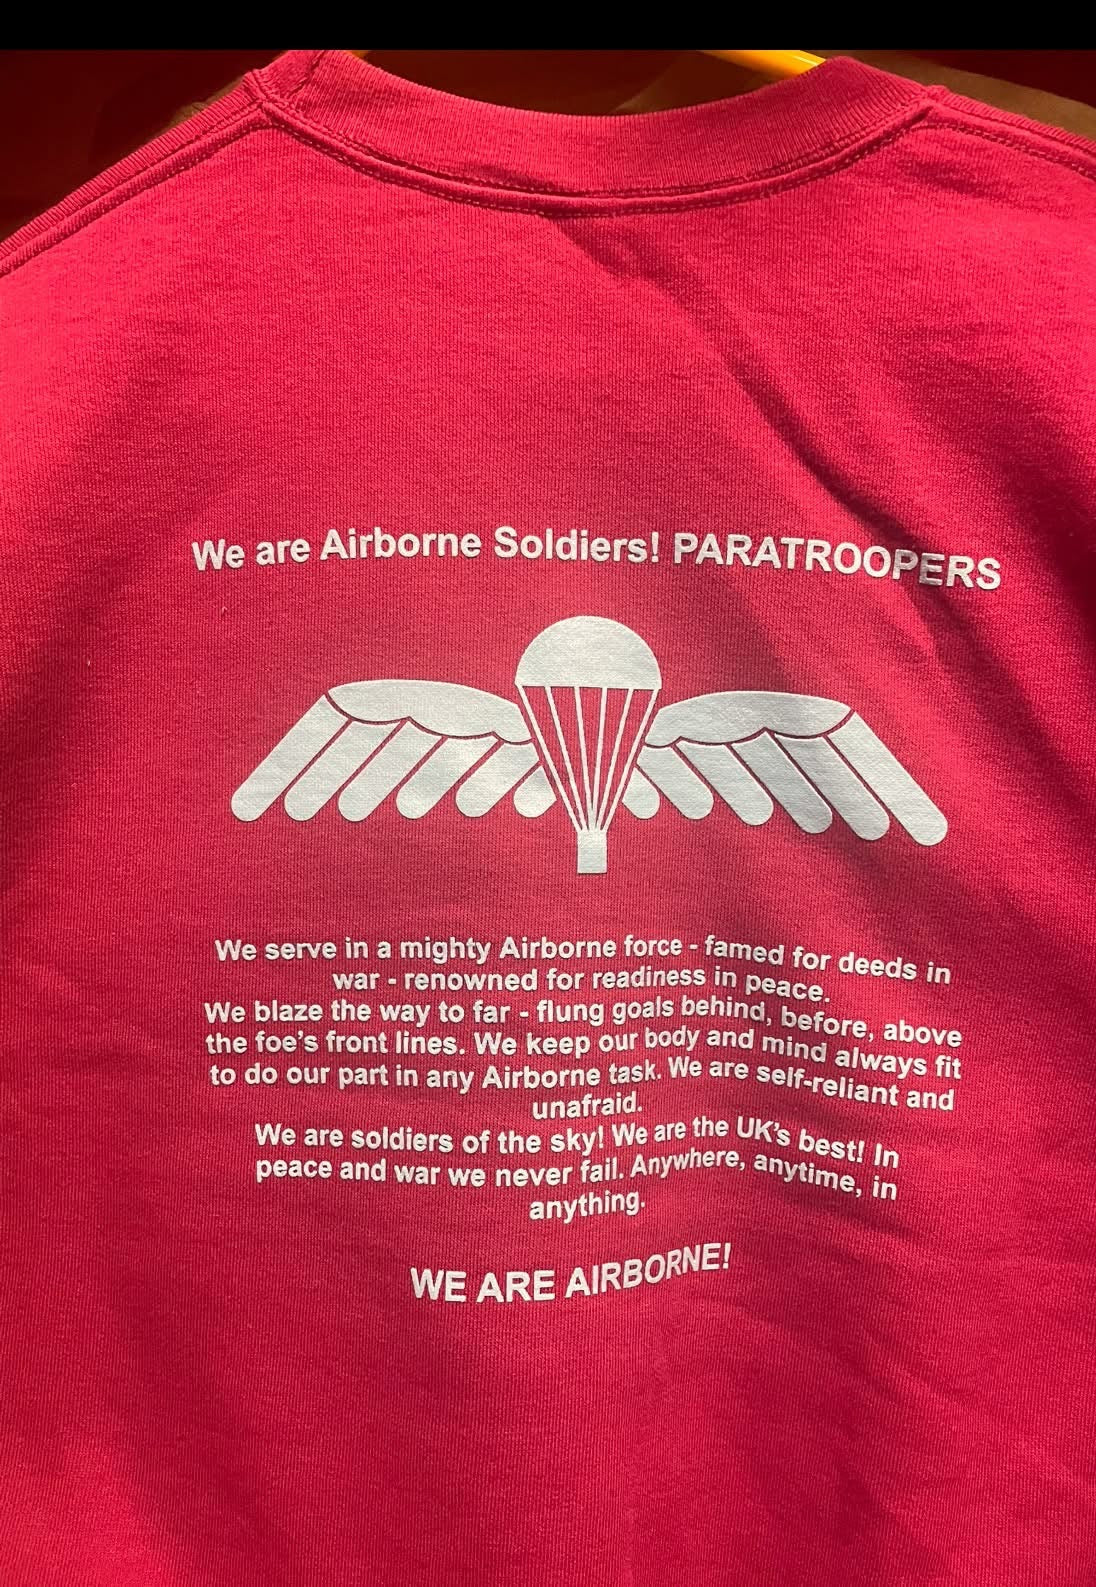 We are Airborne Soldiers! PARATROOPERS
We serve in a mighty Airborne force - famed for deeds in
war - renowned for readiness in peace.
We blaze the way to far - flung goals behind, before, above
the foe's front lines. We keep our body and mind always fit
to do our part in any Airborne task. We are self-reliant and
unafraid.
We are soldiers of the sky! We are the UK's best! In
peace and war we never fail. Anywhere, anytime, in
anything.
WE ARE AIRBORNE!